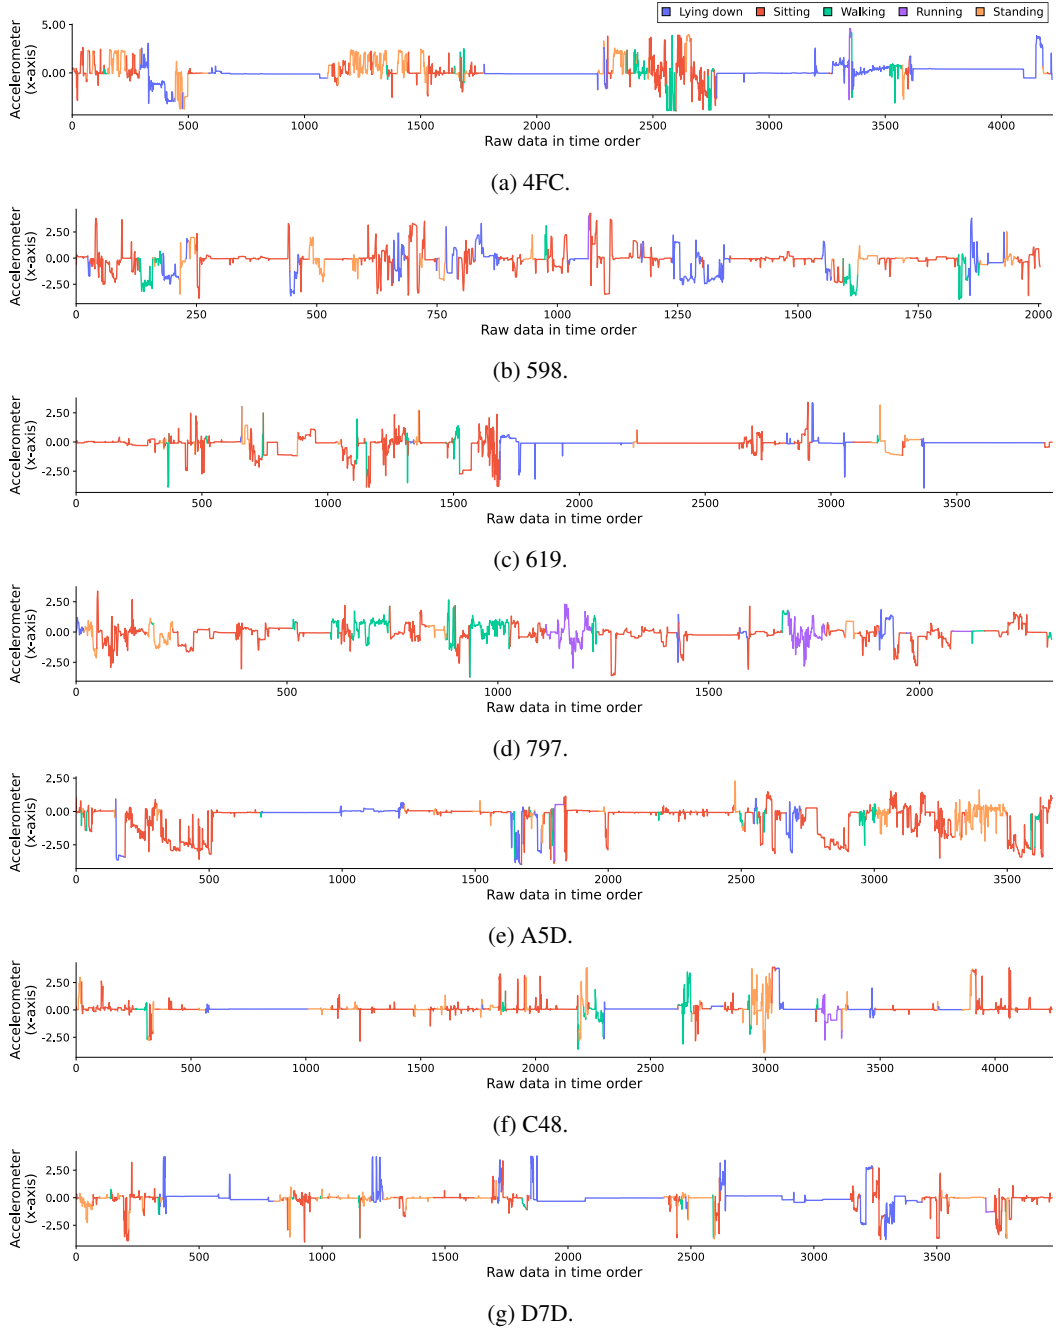 Lying down Sitting Walking Running Standing
Accelerometer
(x-axis)
5.00
0.00
0 500 1000 1500 2000 2500 3000 3500 4000
Raw data in time order
(a) 4FC.
Accelerometer
(x-axis)
2.50
0.00
-2.50
0 250 500 750 1000 1250 1500 1750 2000
Raw data in time order
(b) 598.
Accelerometer
(x-axis)
2.50
0.00
-2.50
0 500 1000 1500 2000 2500 3000 3500
Raw data in time order
(c) 619.
Accelerometer
(x-axis)
2.50
0.00
-2.50
500 1000 1500 2000
Raw data in time order
(d) 797.
Accelerometer
(x-axis)
2.50
0.00
-2.50
0 500 1000 1500 2000 2500 3000 3500
Raw data in time order
(e) A5D.
Accelerometer
(x-axis)
2.50
0.00
-2.50
0 500 1000 1500 2000 2500 3000 3500 4000
Raw data in time order
(f) C48.
Accelerometer
(x-axis)
2.50
0.00
-2.50
0 500 1000 1500 2000 2500 3000 3500
Raw data in time order
(g) D7D.